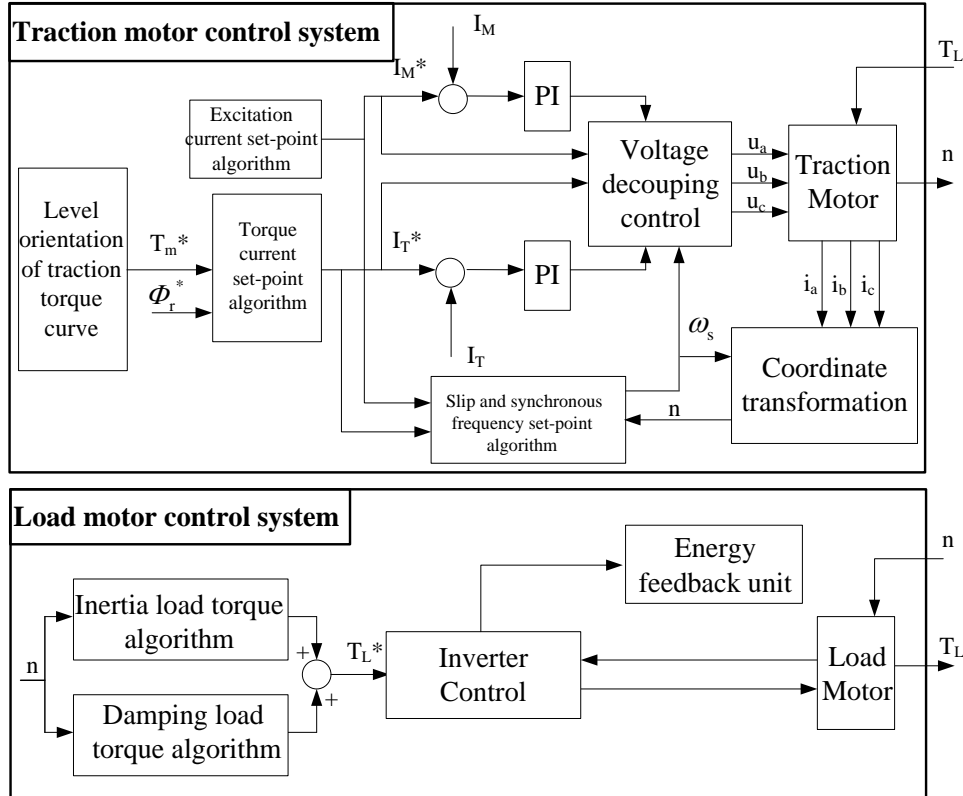 Traction motor control system
I_M
I_M*
T_L
PI
Excitation
current set-point
algorithm
Voltage
decouping
control
u_a
u_b
u_c
Traction
Motor
n
Level
orientation
of traction
torque
curve
T_m*
Φ_r*
Torque
current
set-point
algorithm
I_T*
PI
I_T
i_a i_b i_c
ω_s
Coordinate
transformation
n
Slip and synchronous
frequency set-point
algorithm
Load motor control system
n
Energy
feedback unit
Inertia load torque
algorithm
n
+
+
T_L*
Inverter
Control
Load
Motor
T_L
Damping load
torque algorithm